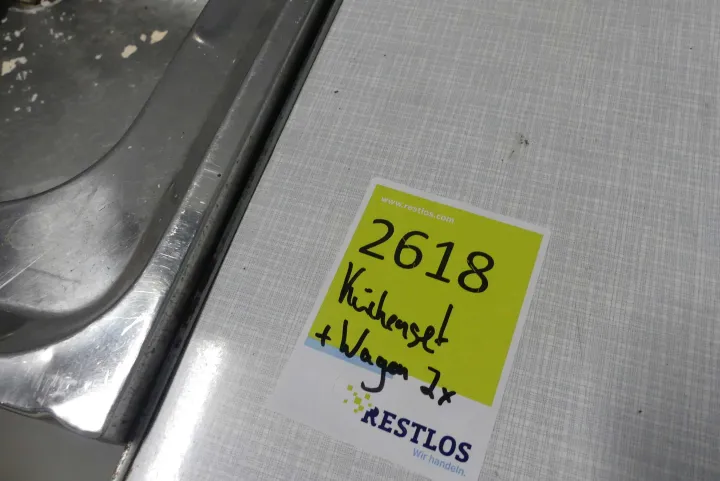 www.restlos.com
2618
Küchenset
+ Wagen 2x
RESTLOS
Wir handeln.